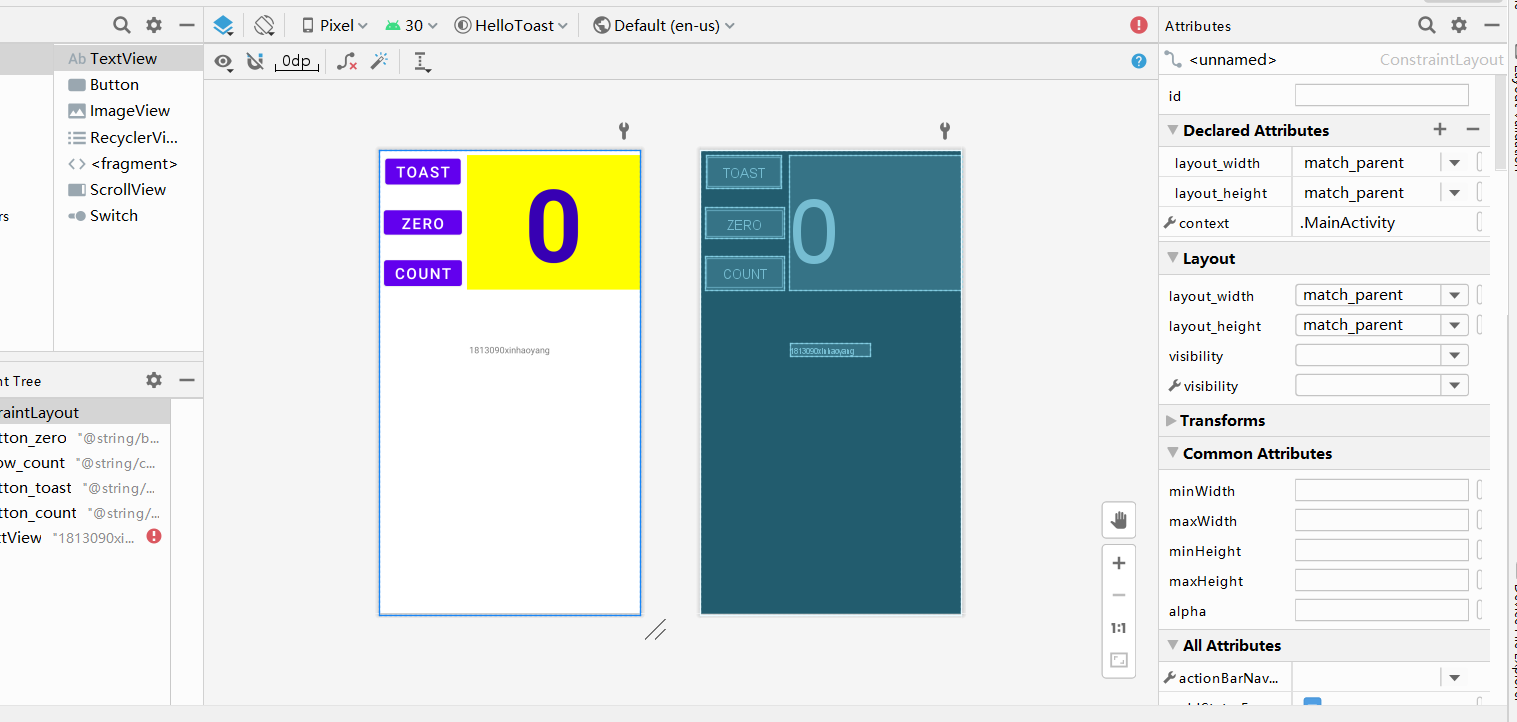 Pixel 30 HelloToast Default (en-us)
0dp
Ab TextView
Button
ImageView
RecyclerVi...
<fragment>
ScrollView
Switch
rs
nt Tree
raintLayout
tton_zero "@string/b...
ow_count "@string/c...
tton_toast "@string/...
tton_count "@string/...
xtView "1813090xi...
TOAST
ZERO
COUNT
0
1813090xinhaoyang
TOAST
ZERO
COUNT
0
1813090xinhaoyang
1:1
Attributes
<unnamed> ConstraintLayout
id
Declared Attributes
layout_width match_parent
layout_height match_parent
context .MainActivity
Layout
layout_width match_parent
layout_height match_parent
visibility
visibility
Transforms
Common Attributes
minWidth
maxWidth
minHeight
maxHeight
alpha
All Attributes
actionBarNav...